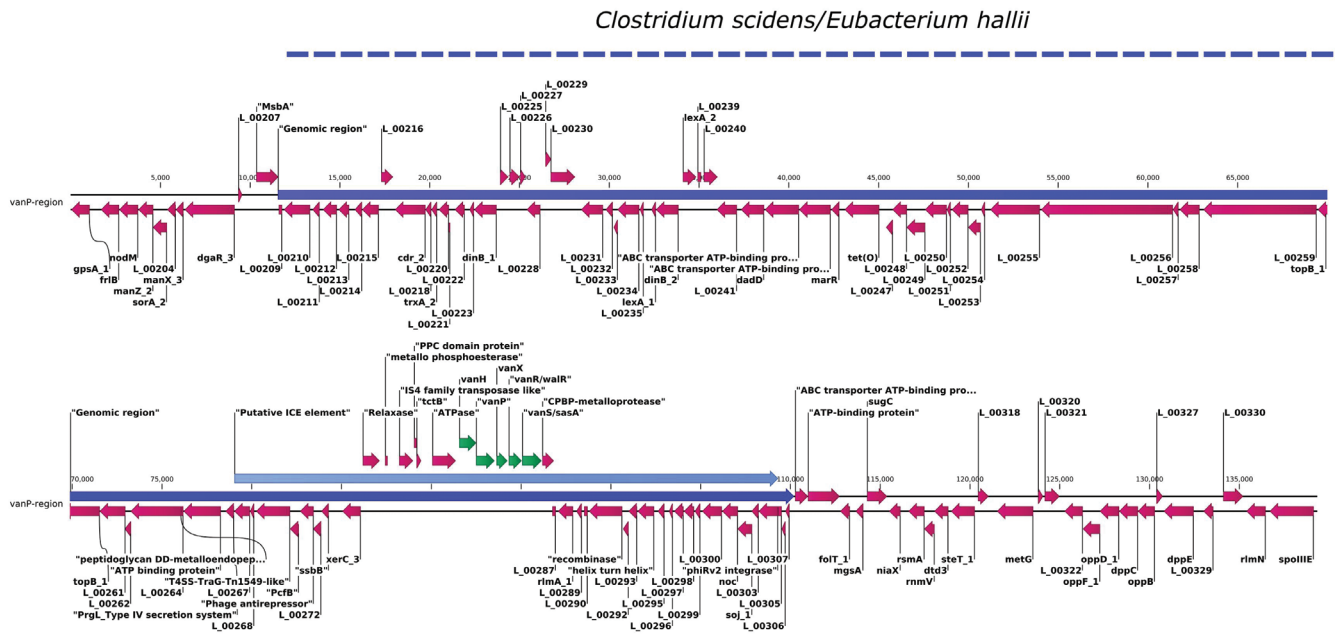 Clostridium scidens/Eubacterium hallii
L_00229
L_00227
"MsbA" L_00225 L_00239
L_00207 L_00226 lexA_2
"Genomic region" L_00216 L_00230 L_00240
5,000 10,000 15,000 20,000 30,000 40,000 45,000 50,000 55,000 60,000 65,000
vanP-region
nodM dgaR_3 L_00210 L_00215 cdr_2 dinB_1 L_00231 "ABC transporter ATP-binding pro... tet(O) L_00250 L_00255 L_00256 L_00259
gpsA_1 L_00204 L_00209 L_00212 L_00220 L_00228 L_00232 "ABC transporter ATP-binding pro... L_00248 L_00252 L_00258 topB_1
frlB manX_3 L_00213 L_00222 L_00233 dinB_2 dadD marR L_00249 L_00254 L_00257
manZ_2 L_00214 L_00218 L_00234 L_00241 L_00247 L_00251
sorA_2 L_00211 trxA_2 lexA_1 L_00253
L_00223 L_00235
L_00221
"PPC domain protein"
"metallo phosphoesterase"
vanX
vanH "vanR/walR"
"IS4 family transposase like" "ABC transporter ATP-binding pro...
"tctB" "vanP" "CPBP-metalloprotease" sugC L_00320
"Genomic region" "Putative ICE element" "Relaxase" "ATPase" "vanS/sasA" "ATP-binding protein" L_00318 L_00321 L_00327 L_00330
70,000 75,000 110,000 115,000 120,000 125,000 130,000 135,000
vanP-region
"peptidoglycan DD-metalloendopep... xerC_3 "recombinase" L_00300 L_00307 folT_1 rsmA steT_1 metG oppD_1 dppE rlmN spoIIIE
"ATP binding protein" "ssbB" L_00287 "helix turn helix" "phiRv2 integrase" mgsA niaX dtd3 L_00322 dppC L_00329
topB_1 "T4SS-TraG-Tn1549-like" rlmA_1 L_00293 L_00298 noc rnmV oppF_1 oppB
L_00261 L_00264 L_00267 "PcfB" L_00289 L_00297 L_00303
L_00262 "Phage antirepressor" L_00290 L_00295 L_00305
"PrgL_Type IV secretion system" L_00272 L_00292 L_00299 soj_1
L_00268 L_00296 L_00306